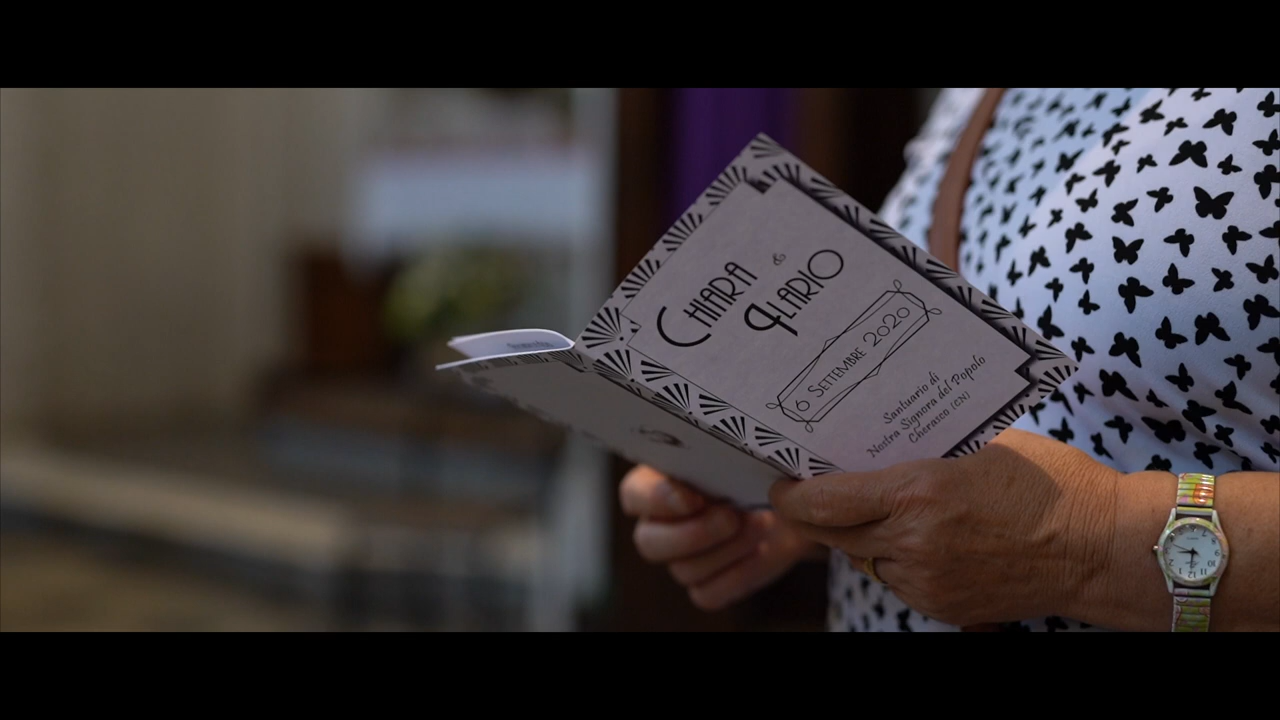 Chiara
&
Ilario
6 Settembre 2020
Santuario di
Nostra Signora del Popolo
Cherasco (CN)